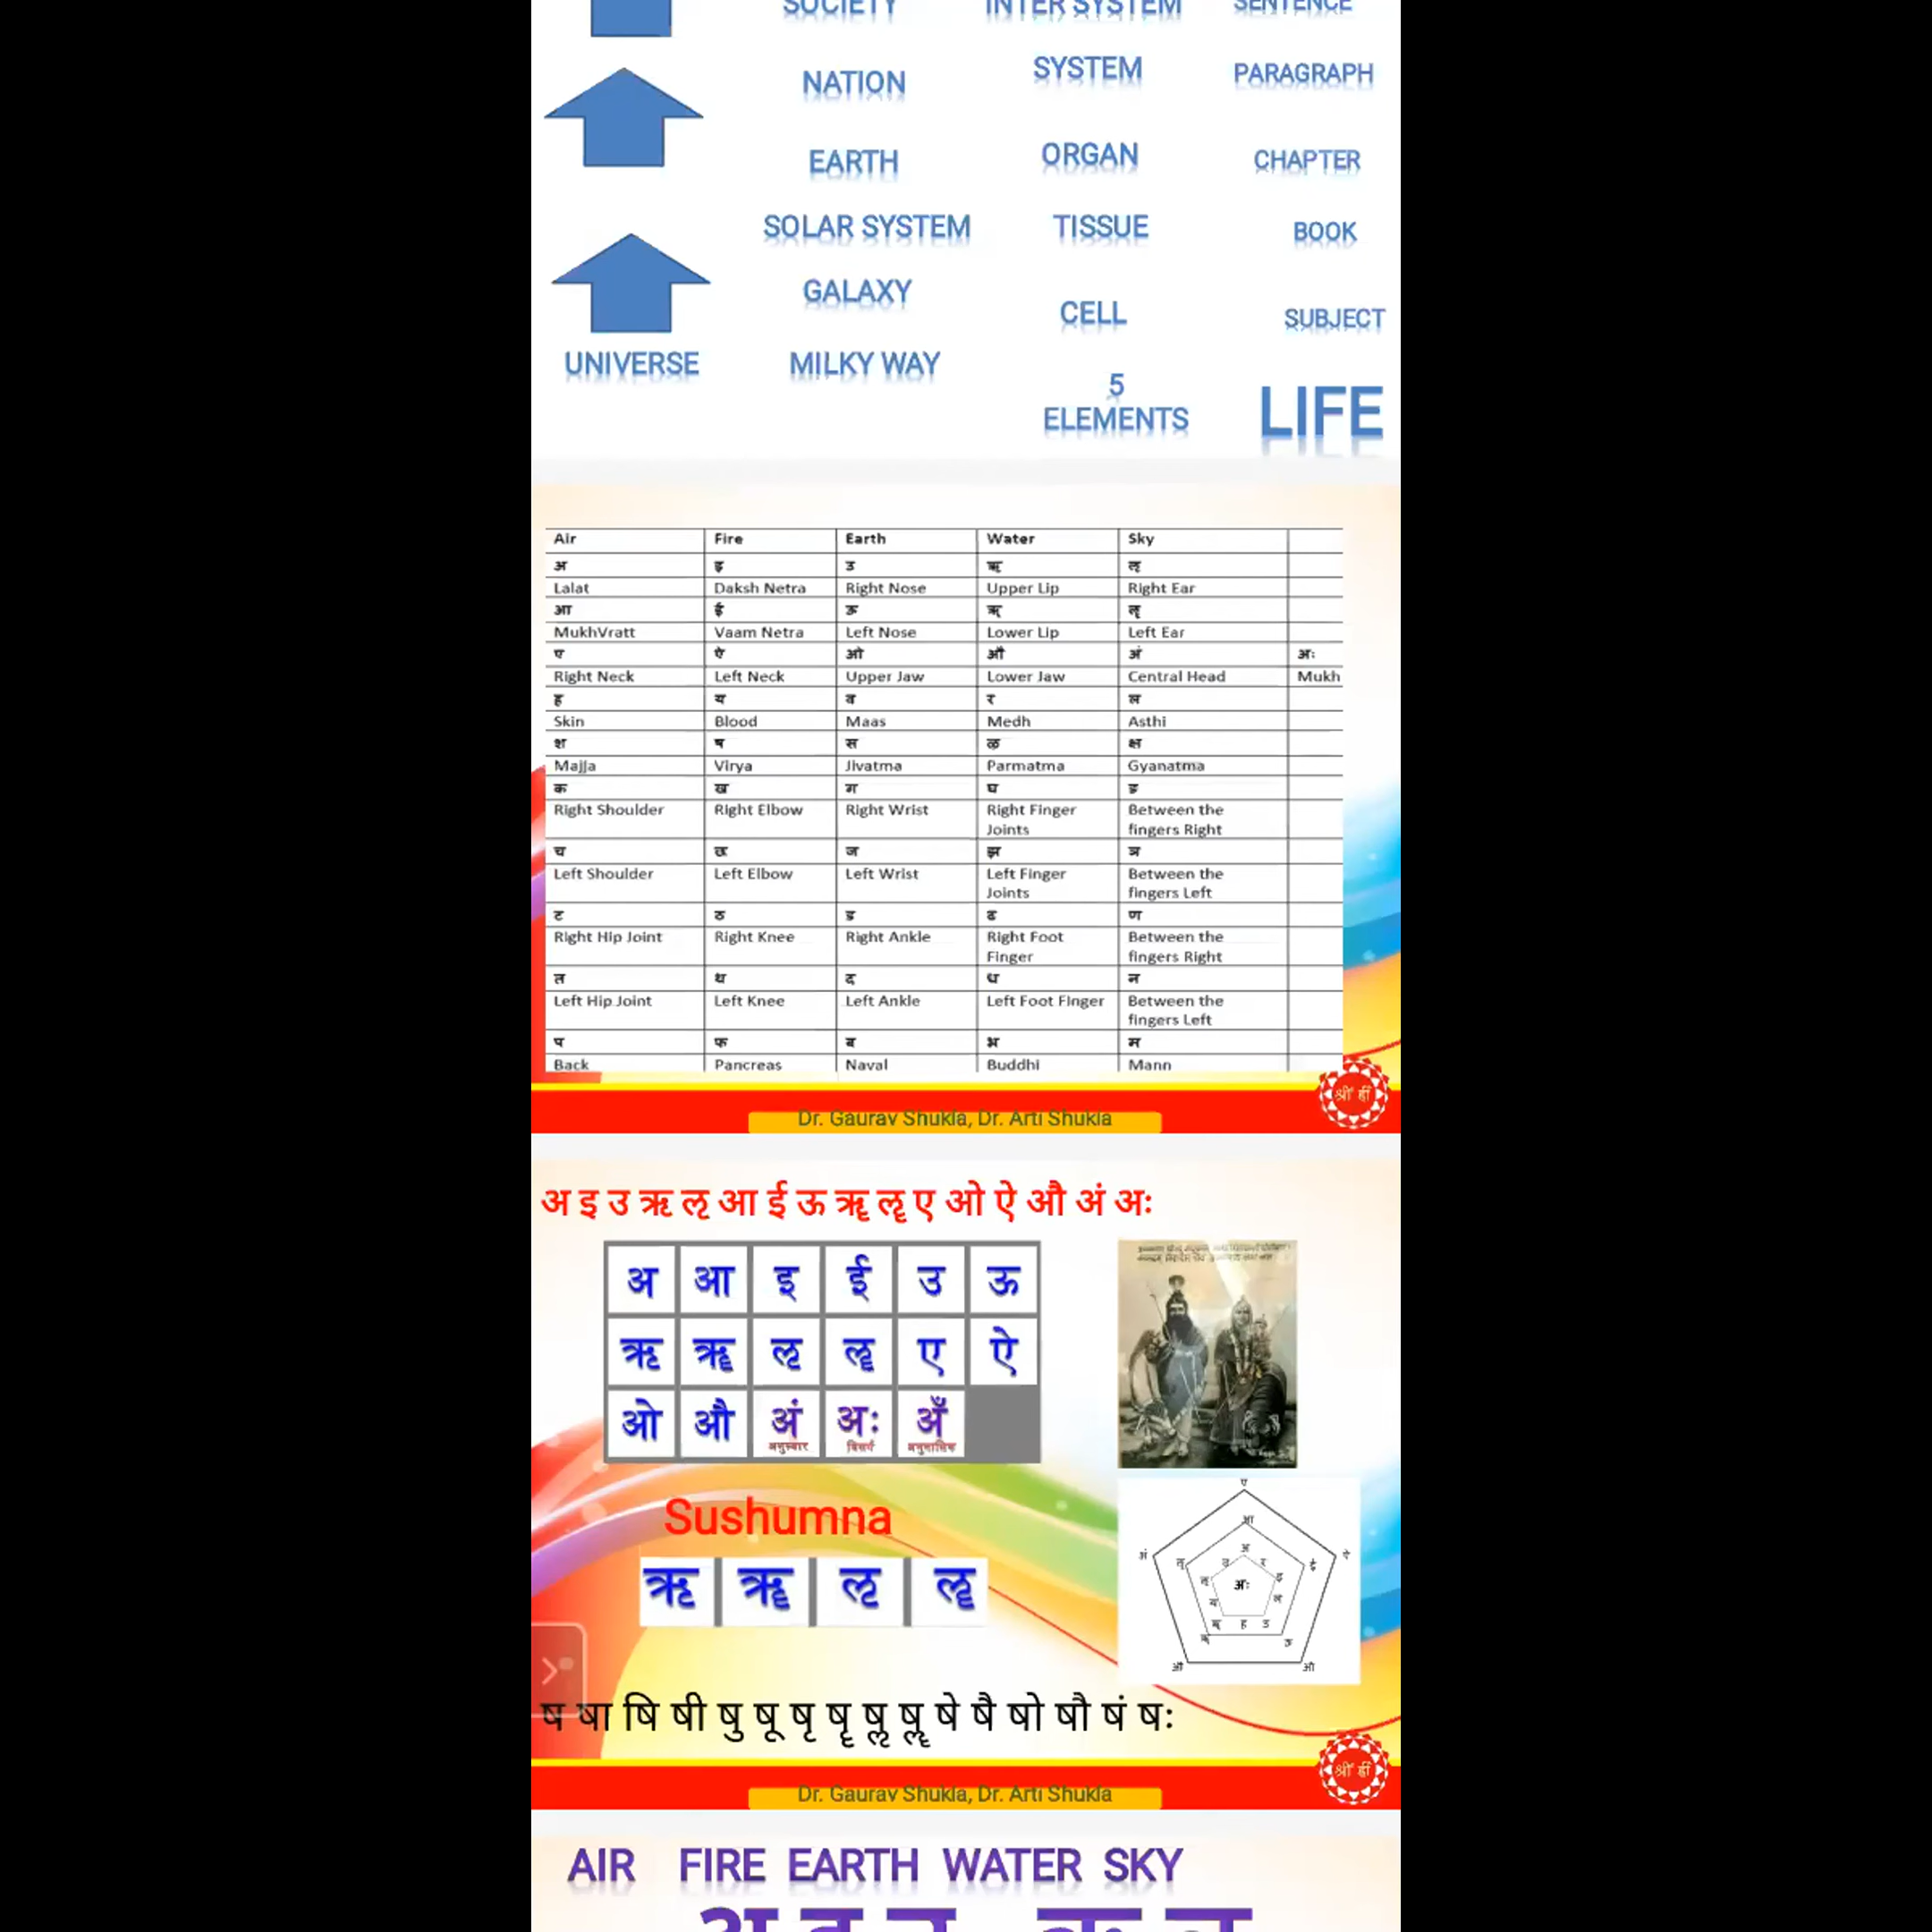 SOCIETY INTER SYSTEM SENTENCE
NATION SYSTEM PARAGRAPH
EARTH ORGAN CHAPTER
SOLAR SYSTEM TISSUE BOOK
GALAXY CELL SUBJECT
UNIVERSE MILKY WAY 5 ELEMENTS LIFE
Air Fire Earth Water Sky
अ इ उ ऋ ऌ
Lalat Daksh Netra Right Nose Upper Lip Right Ear
आ ई ऊ ॠ ॡ
MukhVratt Vaam Netra Left Nose Lower Lip Left Ear
ए ऐ ओ औ अं अः
Right Neck Left Neck Upper Jaw Lower Jaw Central Head Mukh
ह य व र ल
Skin Blood Maas Medh Asthi
श ष स ळ क्ष
Majja Virya Jivatma Parmatma Gyanatma
क ख ग घ ङ
Right Shoulder Right Elbow Right Wrist Right Finger Joints Between the fingers Right
च छ ज झ ञ
Left Shoulder Left Elbow Left Wrist Left Finger Joints Between the fingers Left
ट ठ ड ढ ण
Right Hip Joint Right Knee Right Ankle Right Foot Finger Between the fingers Right
त थ द ध न
Left Hip Joint Left Knee Left Ankle Left Foot Finger Between the fingers Left
प फ ब भ म
Back Pancreas Naval Buddhi Mann
श्रीं ह्रीं
Dr. Gaurav Shukla, Dr. Arti Shukla
अ इ उ ऋ ऌ आ ई ऊ ॠ ॡ ए ओ ऐ औ अं अः
अ आ इ ई उ ऊ
ऋ ॠ ऌ ॡ ए ऐ
ओ औ अं अः अँ
अनुस्वार विसर्ग अनुनासिक
Sushumna
ऋ ॠ ऌ ॡ
ए
आ
अं अ ऐ
ई
इ
अः
ह उ
ऊ
औ ओ
ष षा षि षी षु षू षृ षॄ षॢ षॣ षे षै षो षौ षं षः
श्रीं ह्रीं
Dr. Gaurav Shukla, Dr. Arti Shukla
AIR FIRE EARTH WATER SKY